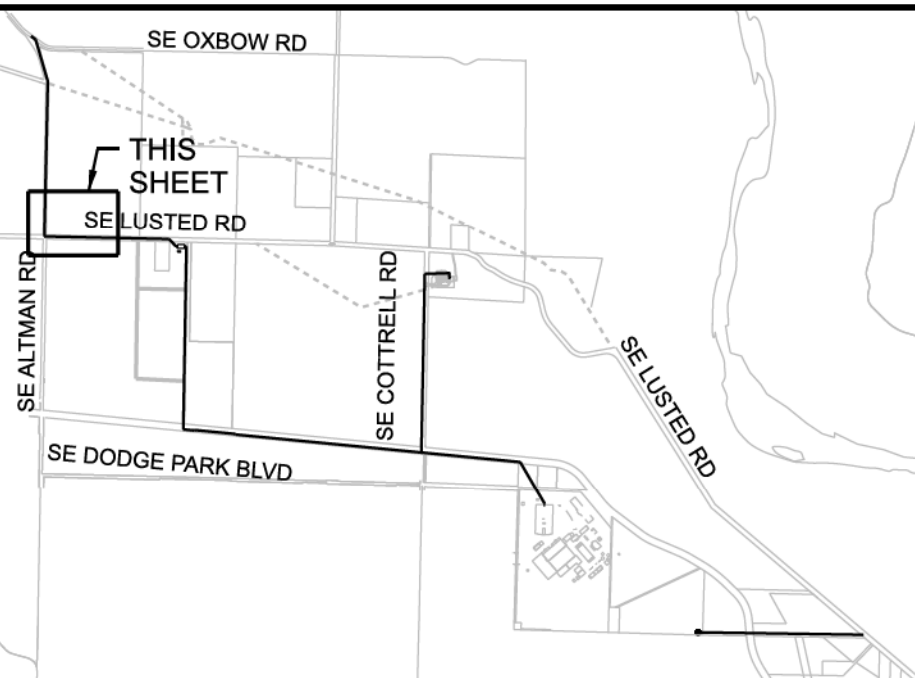 SE OXBOW RD
THIS
SHEET
SE LUSTED RD
SE ALTMAN RD
SE COTTRELL RD
SE LUSTED RD
SE DODGE PARK BLVD